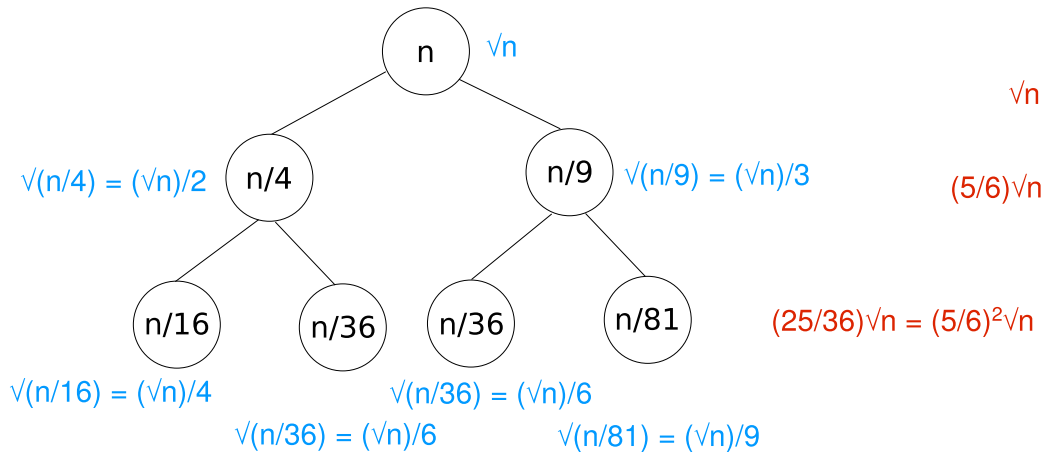 n √n
√n
√(n/4) = (√n)/2 n/4 n/9 √(n/9) = (√n)/3
(5/6)√n
n/16 n/36 n/36 n/81
(25/36)√n = (5/6)²√n
√(n/16) = (√n)/4 √(n/36) = (√n)/6
√(n/36) = (√n)/6 √(n/81) = (√n)/9